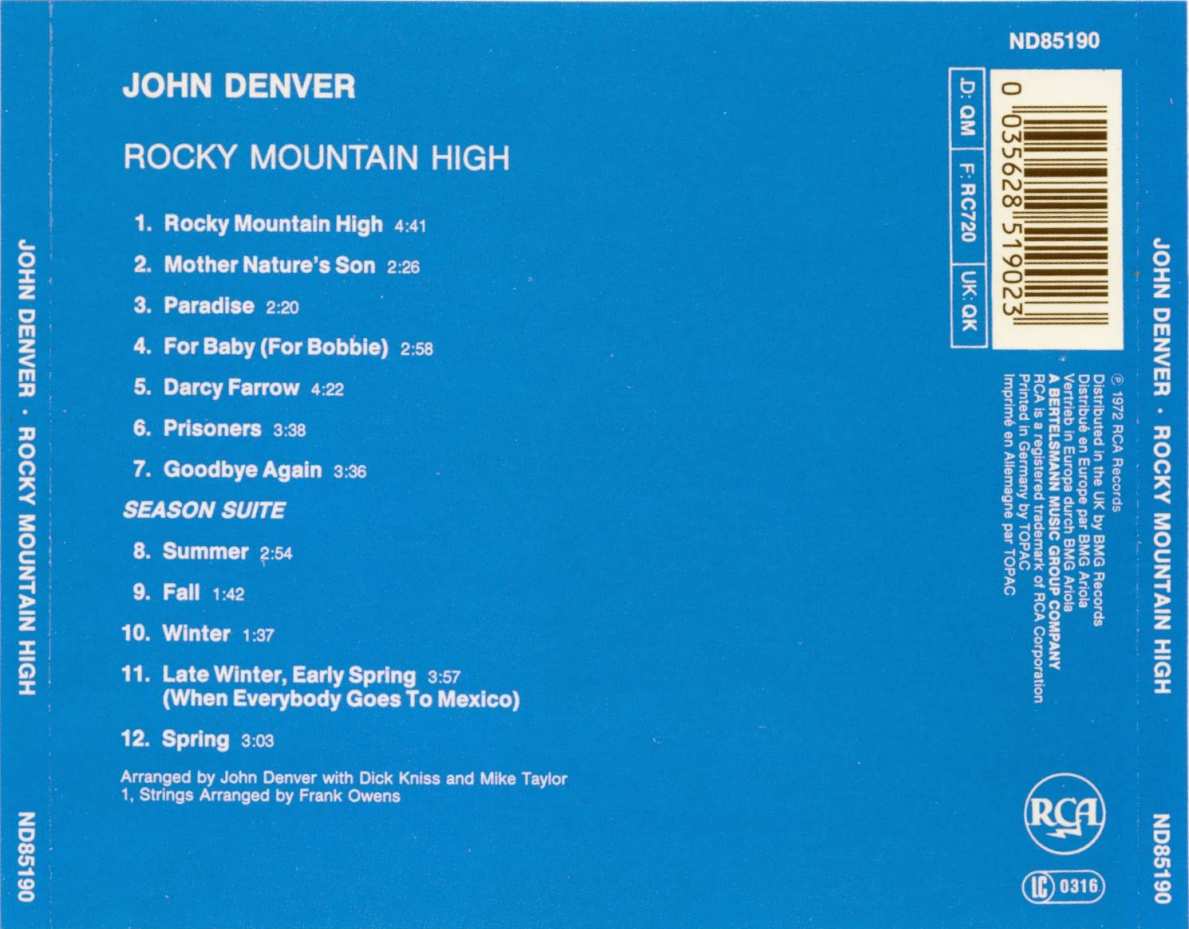 JOHN DENVER · ROCKY MOUNTAIN HIGH
ND85190
JOHN DENVER
ROCKY MOUNTAIN HIGH
1. Rocky Mountain High 4:41
2. Mother Nature's Son 2:26
3. Paradise 2:20
4. For Baby (For Bobbie) 2:58
5. Darcy Farrow 4:22
6. Prisoners 3:38
7. Goodbye Again 3:36
SEASON SUITE
8. Summer 2:54
9. Fall 1:42
10. Winter 1:37
11. Late Winter, Early Spring 3:57
(When Everybody Goes To Mexico)
12. Spring 3:03
Arranged by John Denver with Dick Kniss and Mike Taylor
1, Strings Arranged by Frank Owens
ND85190
D: QM
F: RC720
UK: QK
0 035628 519023
℗ 1972 RCA Records
Distributed in the UK by BMG Records
Distribué en Europe par BMG Ariola
Vertrieb in Europa durch BMG Ariola
A BERTELSMANN MUSIC GROUP COMPANY
RCA is a registered trademark of RCA Corporation
Printed in Germany by TOPAC
Imprimé en Allemagne par TOPAC
RCA
LC 0316
JOHN DENVER · ROCKY MOUNTAIN HIGH
ND85190